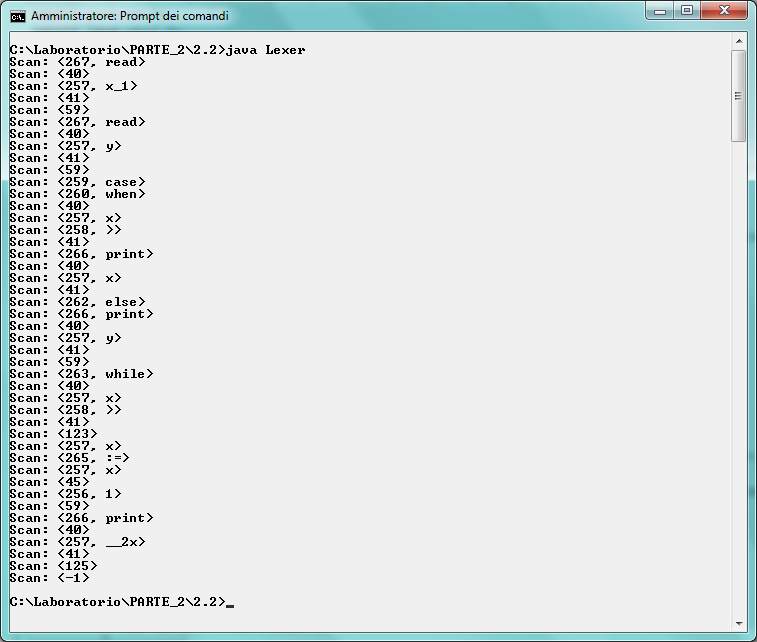 Amministratore: Prompt dei comandi
C:\Laboratorio\PARTE_2\2.2>java Lexer
Scan: <267, read>
Scan: <40>
Scan: <257, x_1>
Scan: <41>
Scan: <59>
Scan: <267, read>
Scan: <40>
Scan: <257, y>
Scan: <41>
Scan: <59>
Scan: <259, case>
Scan: <260, when>
Scan: <40>
Scan: <257, x>
Scan: <258, >>
Scan: <41>
Scan: <266, print>
Scan: <40>
Scan: <257, x>
Scan: <41>
Scan: <262, else>
Scan: <266, print>
Scan: <40>
Scan: <257, y>
Scan: <41>
Scan: <59>
Scan: <263, while>
Scan: <40>
Scan: <257, x>
Scan: <258, >>
Scan: <41>
Scan: <123>
Scan: <257, x>
Scan: <265, :=>
Scan: <257, x>
Scan: <45>
Scan: <256, 1>
Scan: <59>
Scan: <266, print>
Scan: <40>
Scan: <257, __2x>
Scan: <41>
Scan: <125>
Scan: <-1>
C:\Laboratorio\PARTE_2\2.2>_